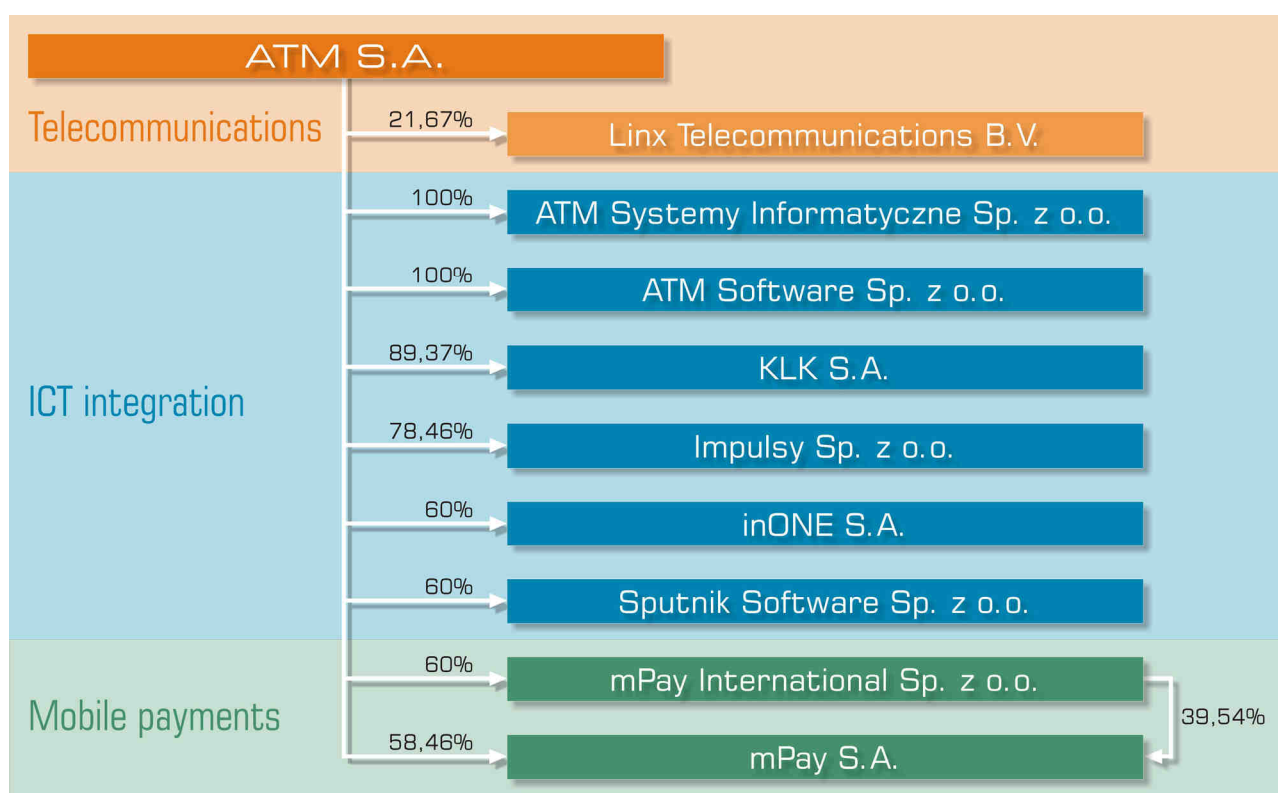 ATM S.A.
Telecommunications
21,67%
Linx Telecommunications B.V.
100%
ATM Systemy Informatyczne Sp. z o.o.
100%
ATM Software Sp. z o.o.
ICT integration
89,37%
KLK S.A.
78,46%
Impulsy Sp. z o.o.
60%
inONE S.A.
60%
Sputnik Software Sp. z o.o.
Mobile payments
60%
mPay International Sp. z o.o.
39,54%
58,46%
mPay S.A.